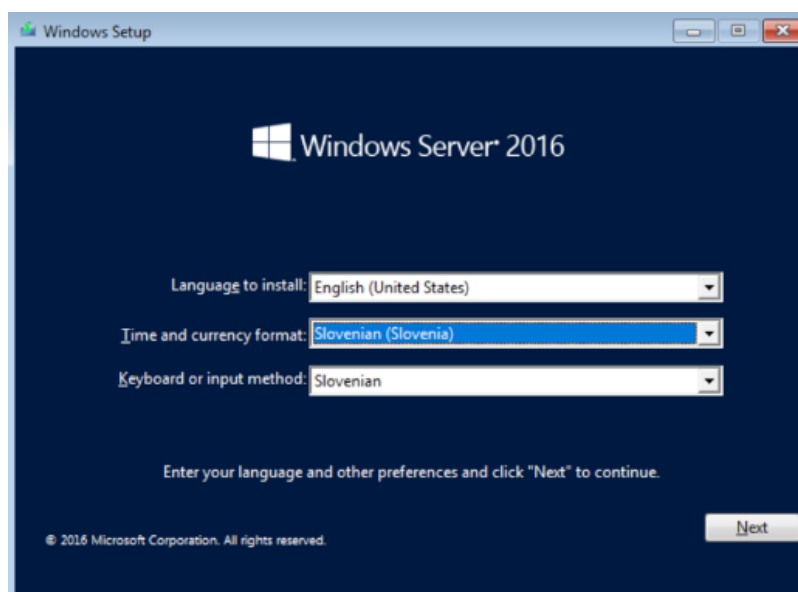 Windows Setup
Windows Server 2016
Language to install: English (United States)
Time and currency format: Slovenian (Slovenia)
Keyboard or input method: Slovenian
Enter your language and other preferences and click "Next" to continue.
Next
© 2016 Microsoft Corporation. All rights reserved.